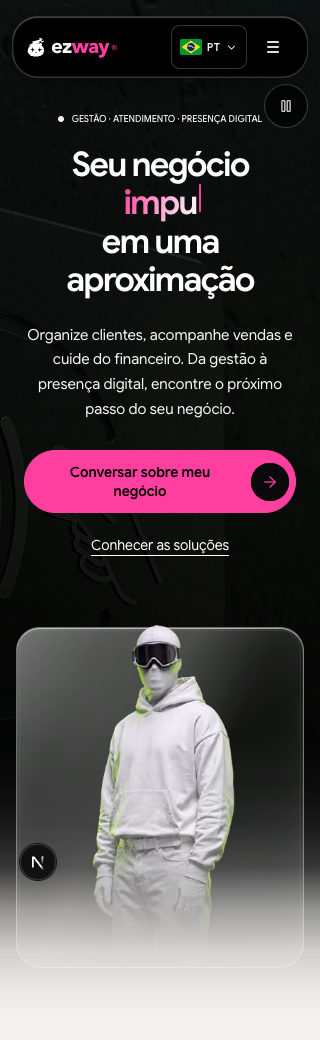 ezway®
PT
GESTÃO · ATENDIMENTO · PRESENÇA DIGITAL
Seu negócio
impul
em uma
aproximação
Organize clientes, acompanhe vendas e
cuide do financeiro. Da gestão à
presença digital, encontre o próximo
passo do seu negócio.
Conversar sobre meu
negócio
Conhecer as soluções
N